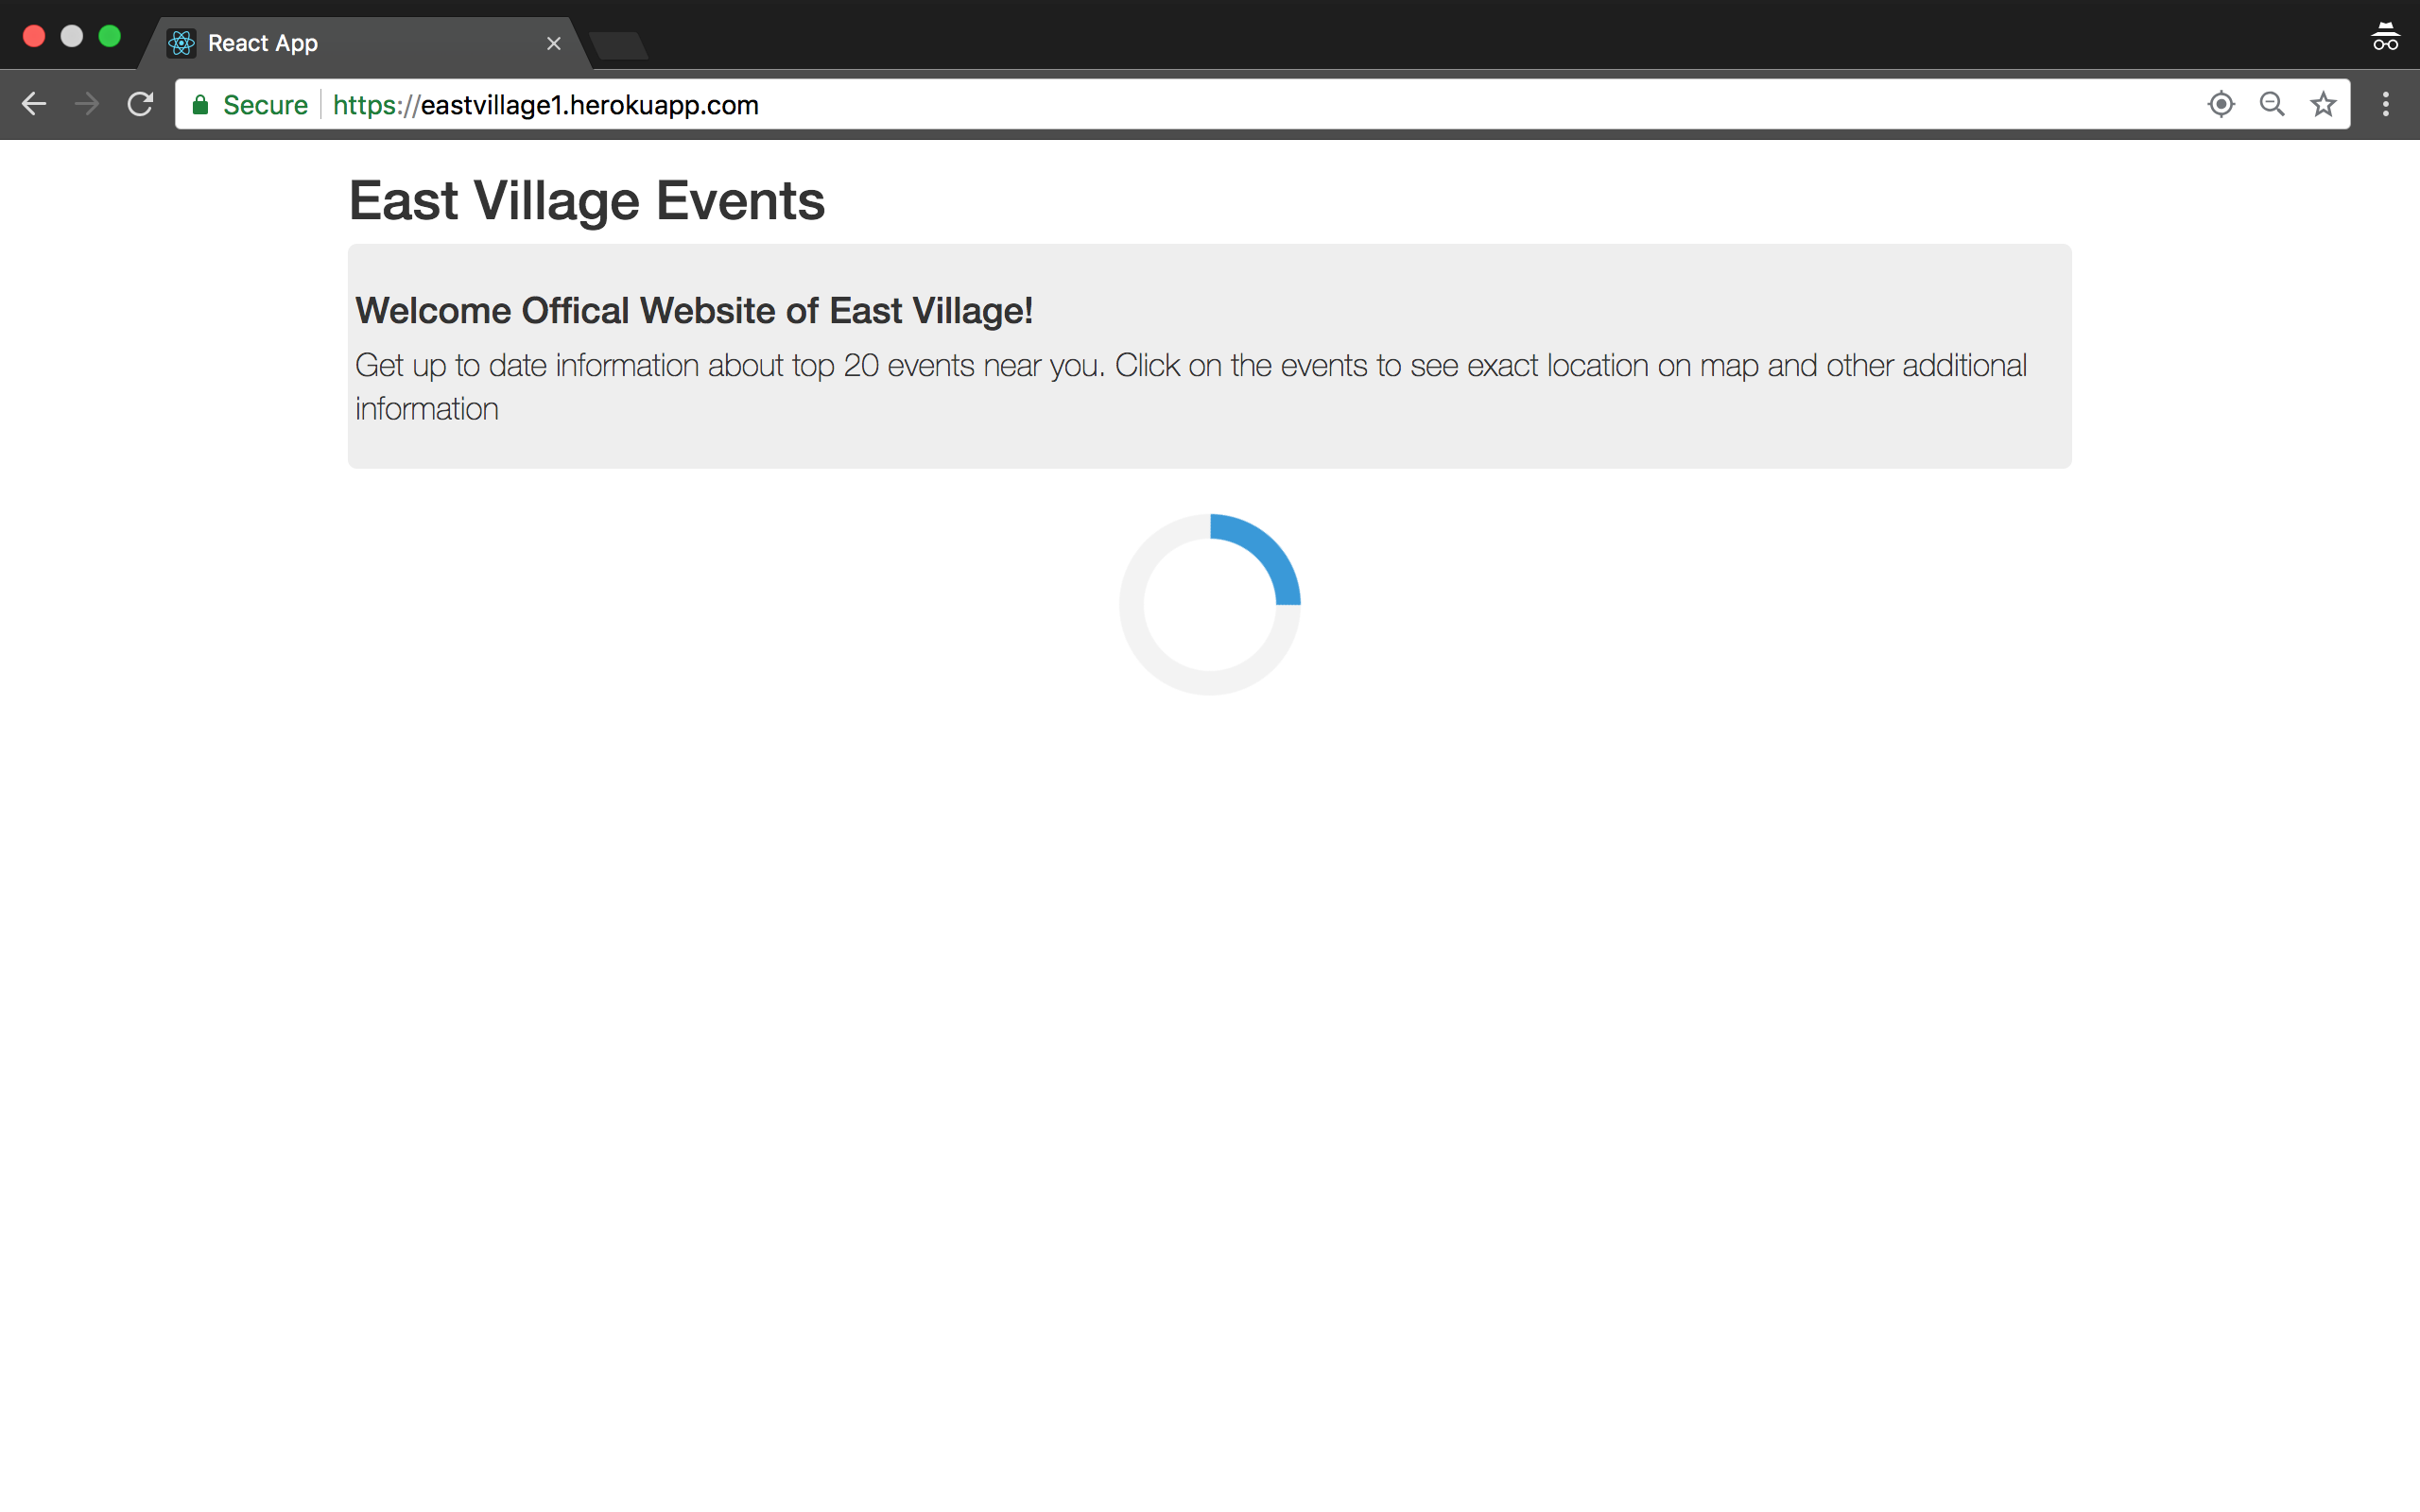 React App
Secure https://eastvillage1.herokuapp.com
East Village Events
Welcome Offical Website of East Village!
Get up to date information about top 20 events near you. Click on the events to see exact location on map and other additional
information